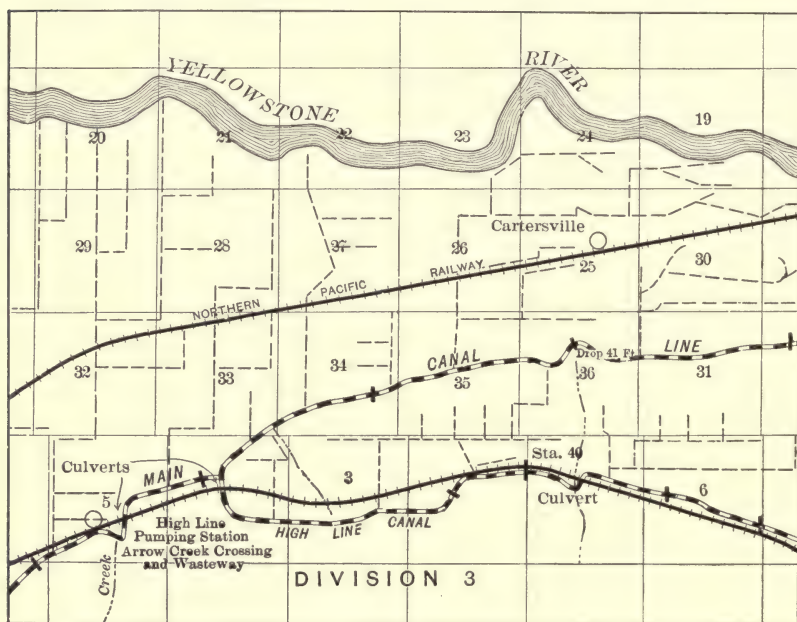 YELLOWSTONE RIVER
19
20 21 22 23 24
Cartersville
29 28 27 26
25 30
NORTHERN PACIFIC RAILWAY
CANAL LINE
Drop 41 Ft.
32 33 34 35 36 31
Sta. 40
Culverts
MAIN
3
5
Culvert
6
High Line
Pumping Station
Arrow Creek Crossing
and Wasteway
HIGH LINE CANAL
Creek
DIVISION 3